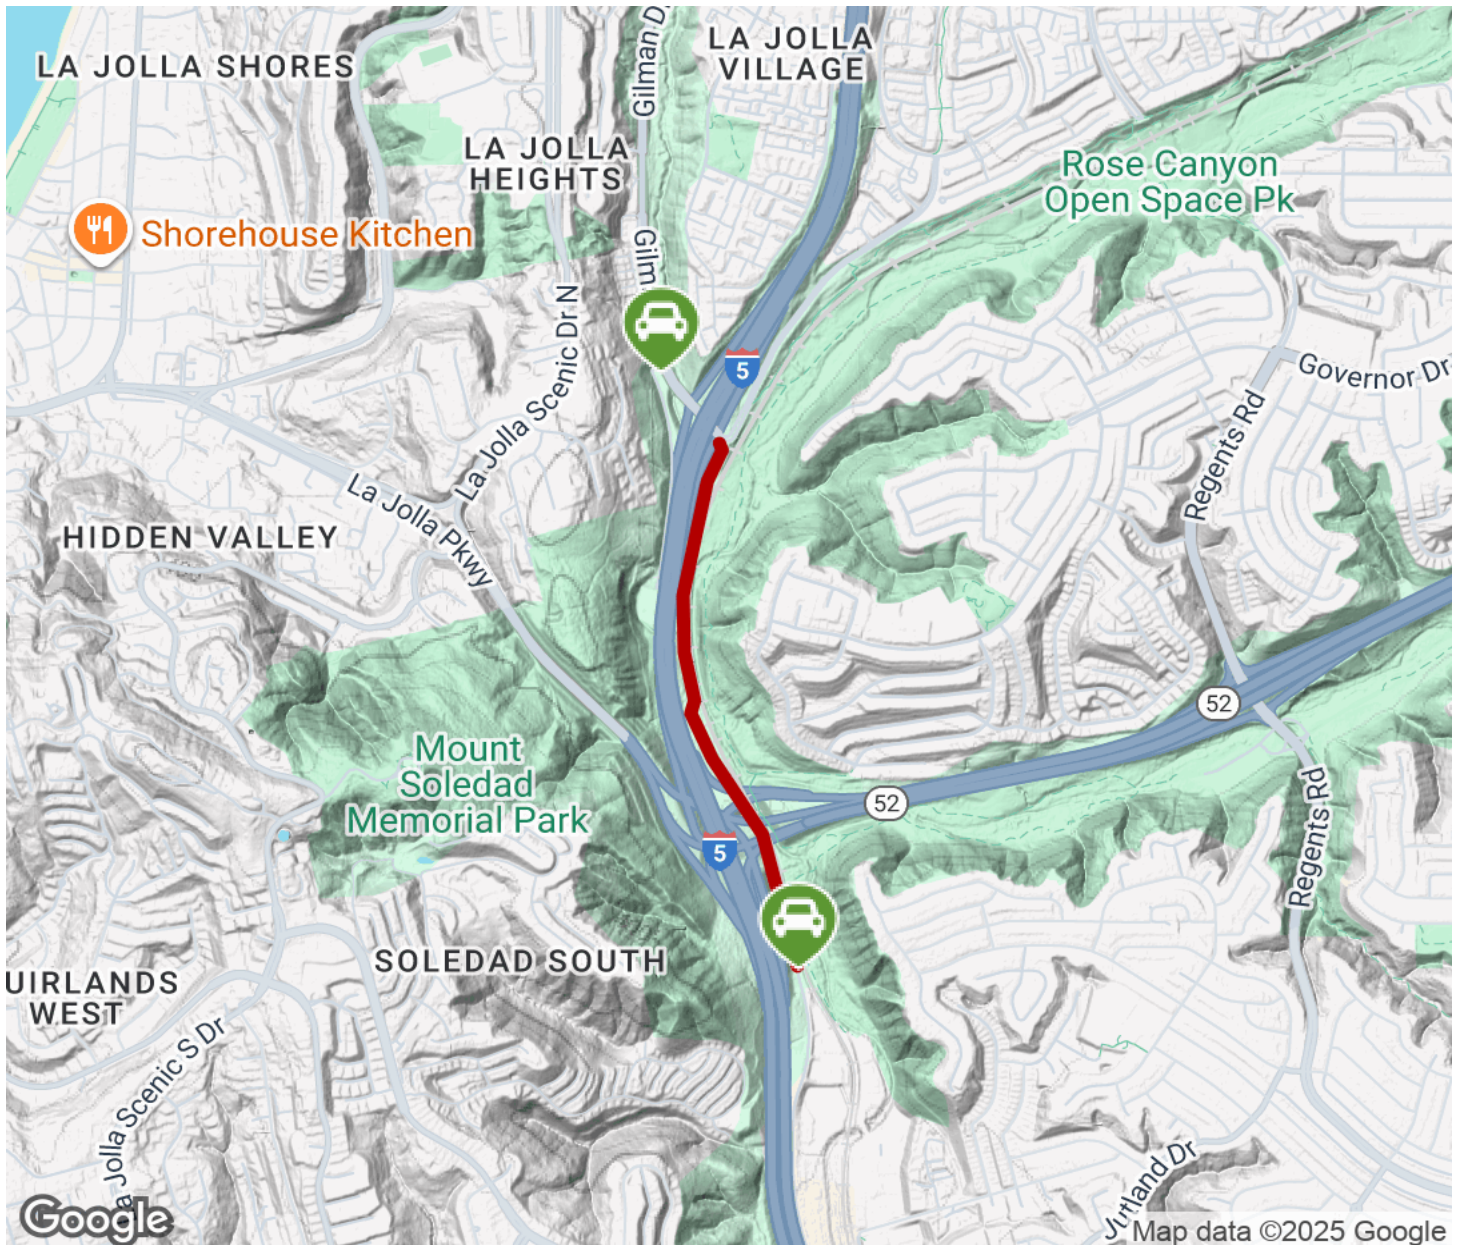 LA JOLLA SHORES
Gilman D
LA JOLLA
VILLAGE
LA JOLLA
HEIGHTS
Rose Canyon
Open Space Pk
Shorehouse Kitchen
Gilm
La Jolla Scenic Dr N
5
Governor Dr
Regents Rd
La Jolla Pkwy
HIDDEN VALLEY
52
Mount
Soledad
Memorial Park
52
5
Regents Rd
SOLEDAD SOUTH
UIRLANDS
WEST
La Jolla Scenic S Dr
Jutland Dr
Google
Map data ©2025 Google